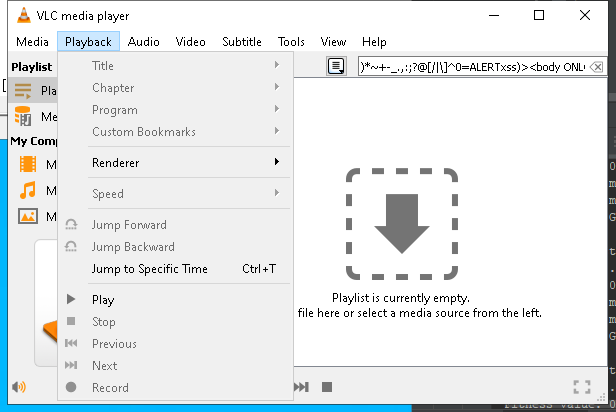 VLC media player
Media Playback Audio Video Subtitle Tools View Help
Playlist
)*~+-_.,:;?@[/|\]^0=ALERTxss)><body ONL
Title
Chapter
Program
Custom Bookmarks
My Comp
Renderer
Speed
Jump Forward
Jump Backward
Jump to Specific Time Ctrl+T
Play
Stop
Previous
Next
Record
Playlist is currently empty.
file here or select a media source from the left.